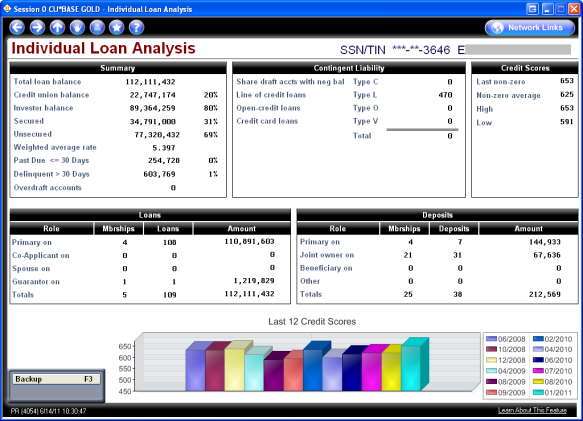 Session 0 CU*BASE GOLD - Individual Loan Analysis
Network Links
Individual Loan Analysis
SSN/TIN ***-**-3646 E
Summary
Total loan balance 112,111,432
Credit union balance 22,747,174 20%
Investor balance 89,364,259 80%
Secured 34,791,000 31%
Unsecured 77,320,432 69%
Weighted average rate 5.397
Past Due <= 30 Days 254,728 0%
Delinquent > 30 Days 603,769 1%
Overdraft accounts 0
Contingent Liability
Share draft accts with neg bal Type C 0
Line of credit loans Type L 470
Open-credit loans Type O 0
Credit card loans Type V 0
Total 0
Credit Scores
Last non-zero 653
Non-zero average 625
High 653
Low 591
Loans
Role Mbrships Loans Amount
Primary on 4 108 110,891,603
Co-Applicant on 0 0 0
Spouse on 0 0 0
Guarantor on 1 1 1,219,829
Totals 5 109 112,111,432
Deposits
Role Mbrships Deposits Amount
Primary on 4 7 144,933
Joint owner on 21 31 67,636
Beneficiary on 0 0 0
Other 0 0 0
Totals 25 38 212,569
Last 12 Credit Scores
650
600
550
500
450
06/2008 02/2010
10/2008 04/2010
12/2008 06/2010
04/2009 07/2010
08/2009 08/2010
09/2009 01/2011
Backup F3
PR (4054) 6/14/11 10:30:47
Learn About This Feature